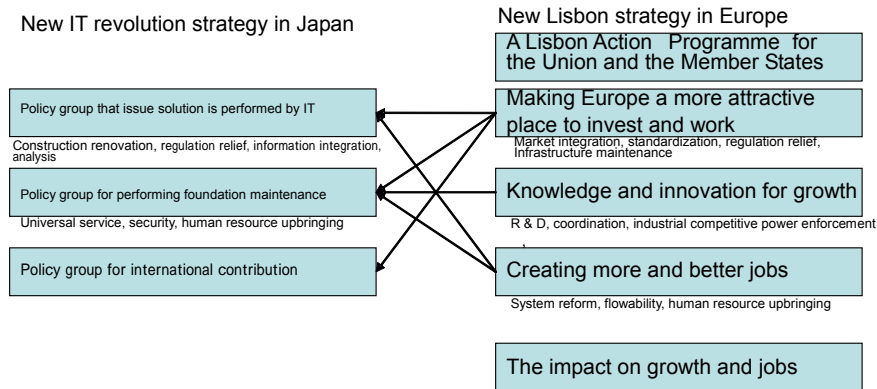 New IT revolution strategy in Japan
Policy group that issue solution is performed by IT
Construction renovation, regulation relief, information integration,
analysis
Policy group for performing foundation maintenance
Universal service, security, human resource upbringing
Policy group for international contribution
New Lisbon strategy in Europe
A Lisbon Action Programme for
the Union and the Member States
Making Europe a more attractive
place to invest and work
Market integration, standardization, regulation relief,
Infrastructure maintenance
Knowledge and innovation for growth
R & D, coordination, industrial competitive power enforcement
,
Creating more and better jobs
System reform, flowability, human resource upbringing
The impact on growth and jobs